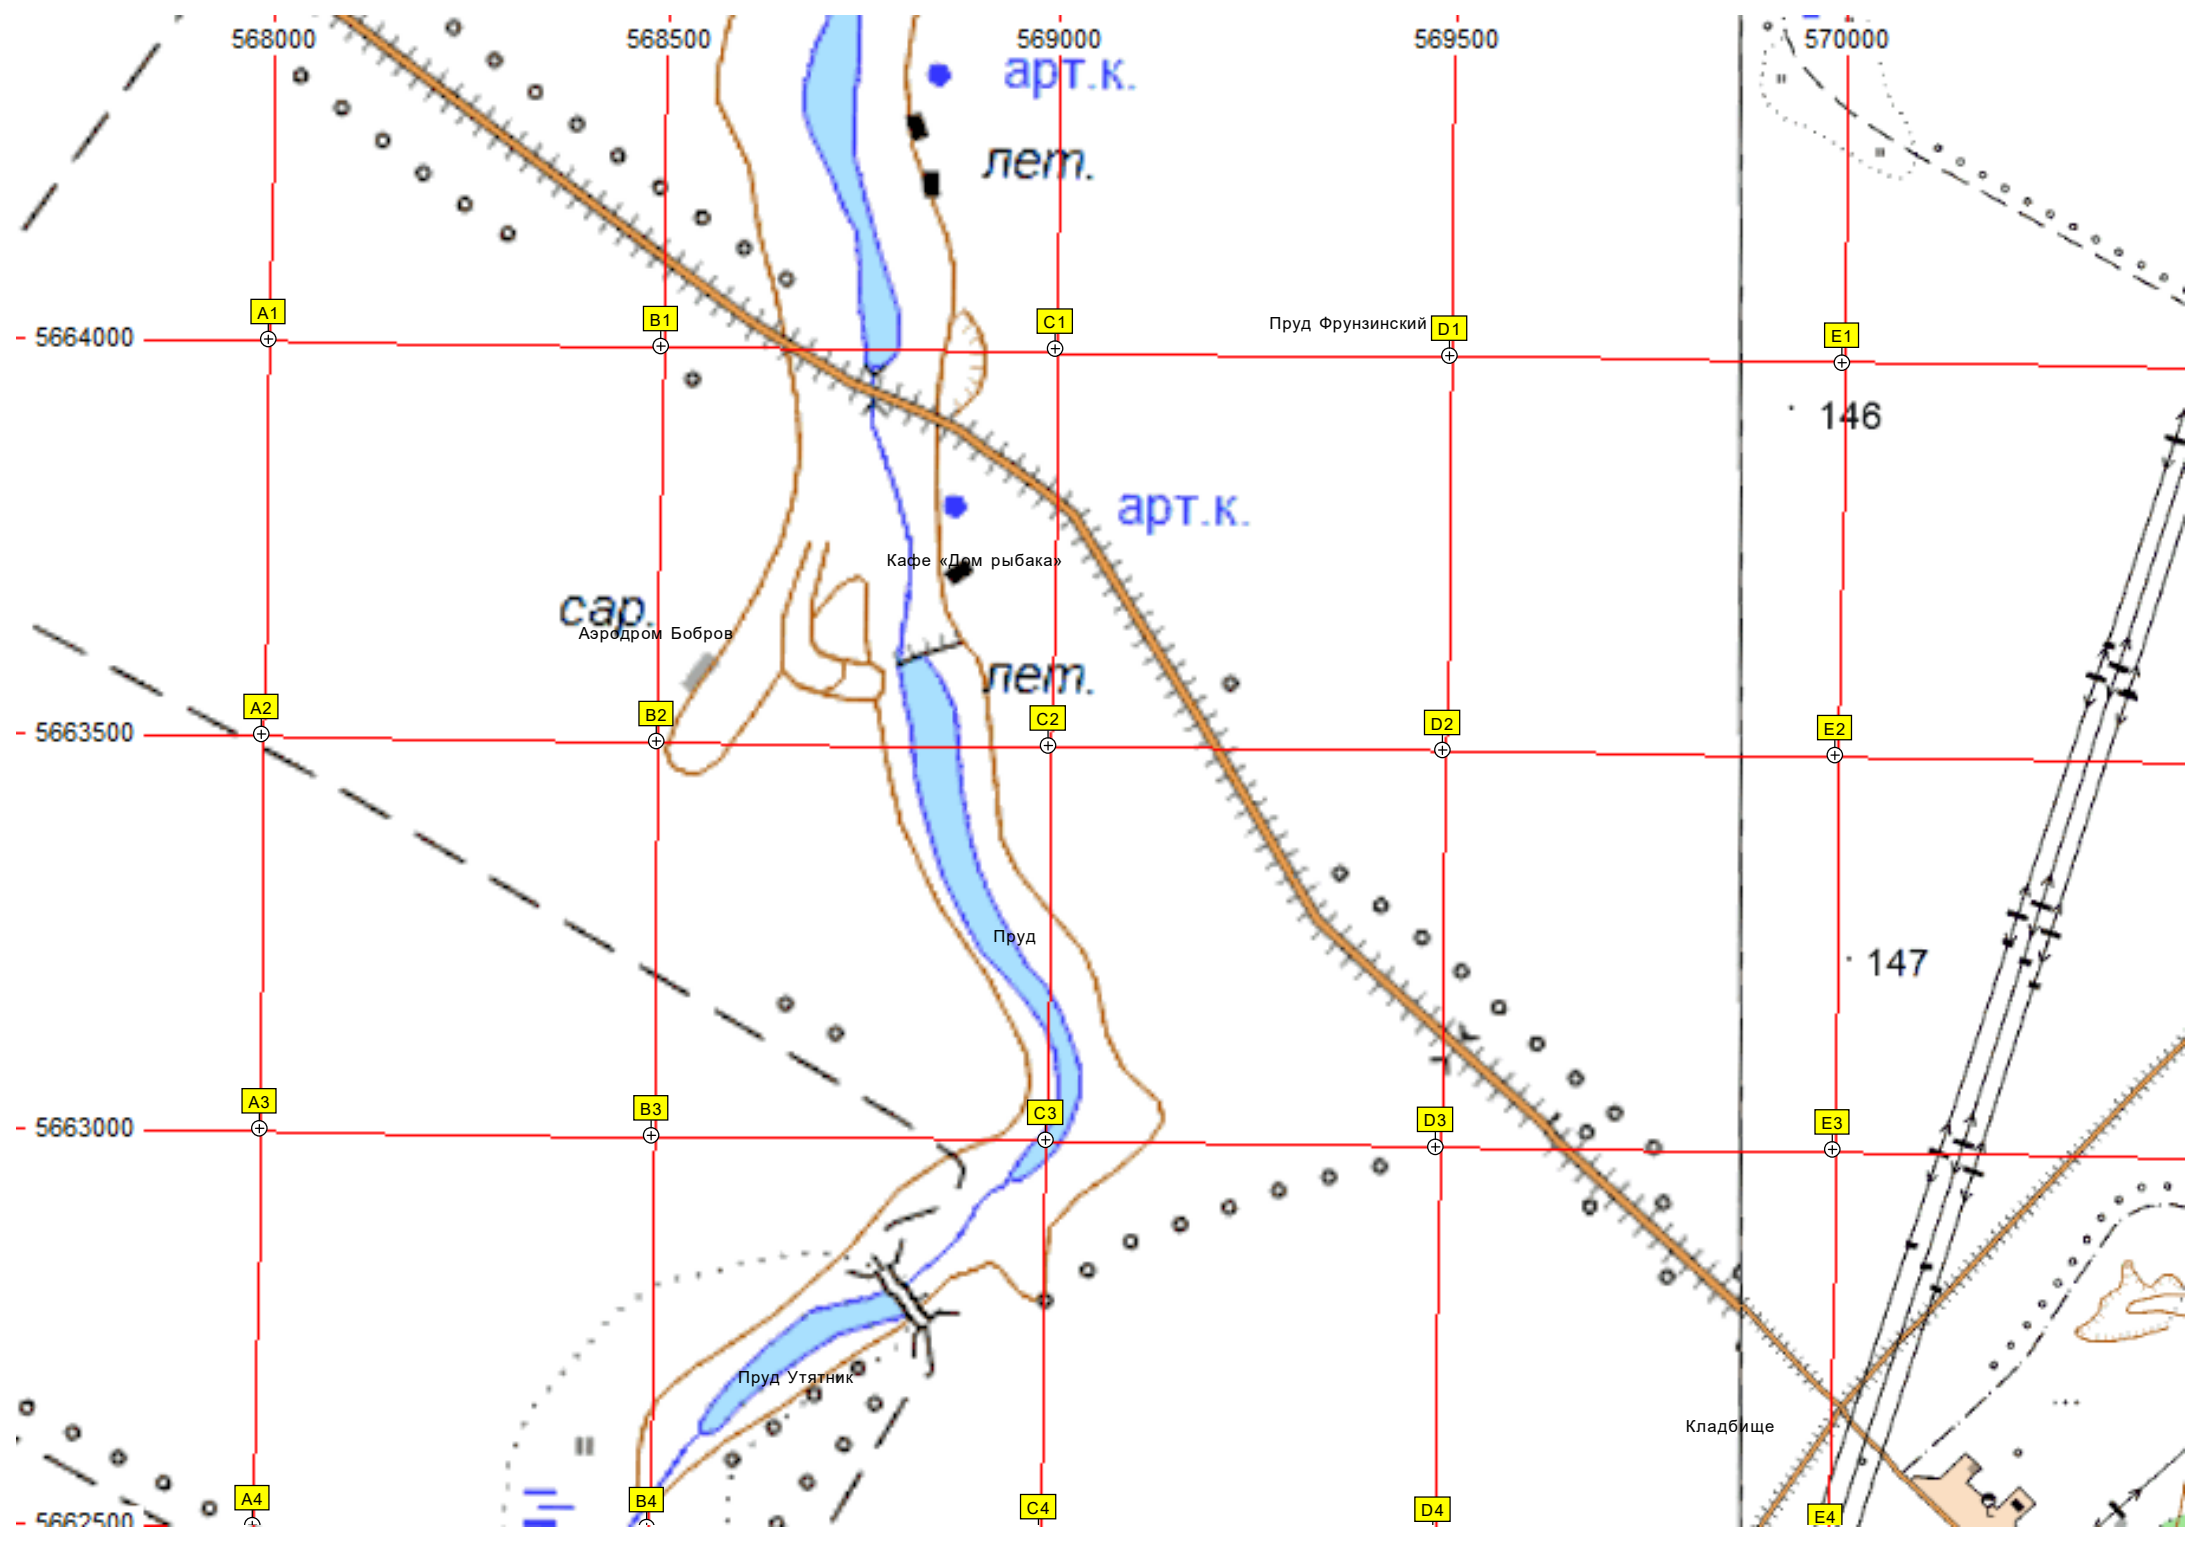 568000 568500 569000 569500 570000
арт.к.
лет.
A1 B1 C1 Пруд Фрунзинский D1 E1
5664000
146
арт.к.
Кафе «Дом рыбака»
сар.
Аэродром Бобров
лет.
A2 B2 C2 D2 E2
5663500
Пруд
147
A3 B3 C3 D3 E3
5663000
Пруд Утятник
Кладбище
A4 B4 C4 D4 E4
5662500